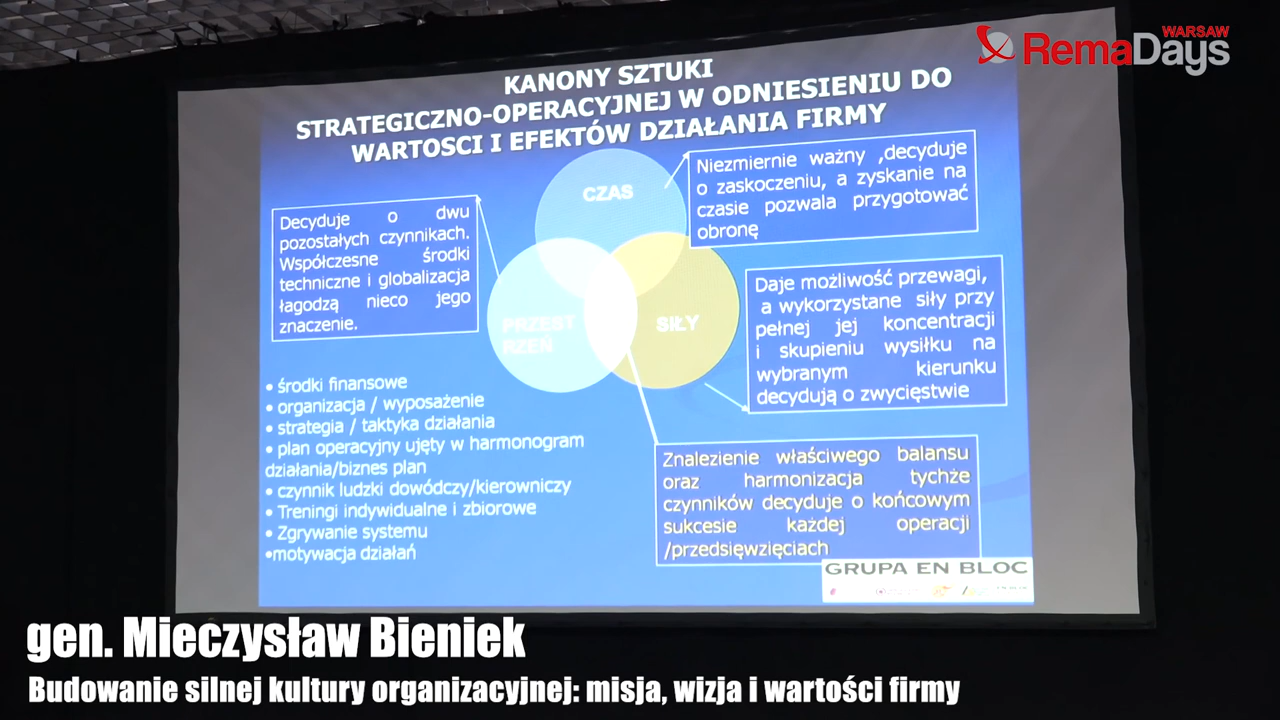 WARSAW
RemaDays
KANONY SZTUKI
STRATEGICZNO-OPERACYJNEJ W ODNIESIENIU DO
WARTOSCI I EFEKTÓW DZIAŁANIA FIRMY
CZAS
Niezmiernie ważny ,decyduje
o zaskoczeniu, a zyskanie na
czasie pozwala przygotować
obronę
Decyduje o dwu
pozostałych czynnikach.
Współczesne środki
techniczne i globalizacja
łagodzą nieco jego
znaczenie.
PRZEST
RZEŃ
SIŁY
Daje możliwość przewagi,
a wykorzystane siły przy
pełnej jej koncentracji
i skupieniu wysiłku na
wybranym kierunku
decydują o zwycięstwie
• środki finansowe
• organizacja / wyposażenie
• strategia / taktyka działania
• plan operacyjny ujęty w harmonogram
działania/biznes plan
• czynnik ludzki dowódczy/kierowniczy
• Treningi indywidualne i zbiorowe
• Zgrywanie systemu
•motywacja działań
Znalezienie właściwego balansu
oraz harmonizacja tychże
czynników decyduje o końcowym
sukcesie każdej operacji
/przedsięwzięciach
GRUPA EN BLOC
gen. Mieczysław Bieniek
Budowanie silnej kultury organizacyjnej: misja, wizja i wartości firmy